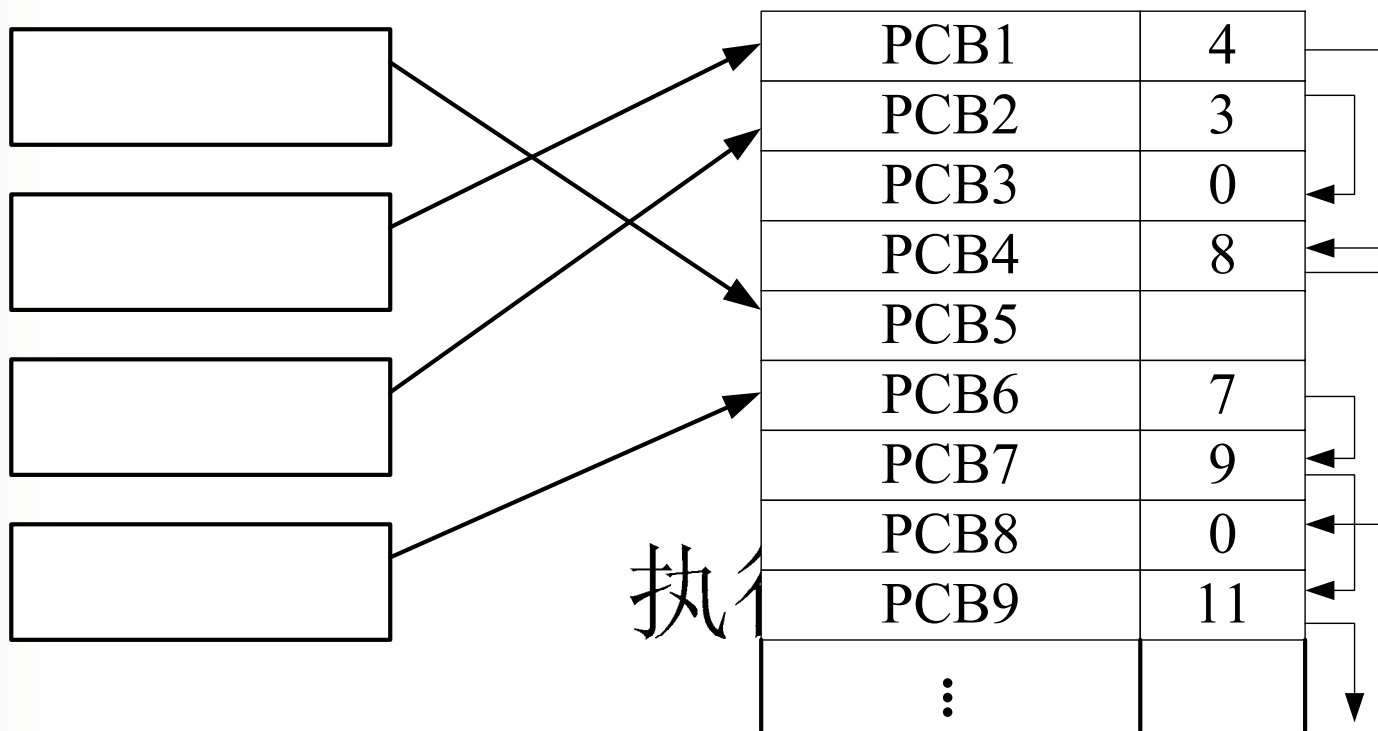 PCB1 4
PCB2 3
PCB3 0
PCB4 8
PCB5
PCB6 7
PCB7 9
PCB8 0
执
PCB9 11
⋮